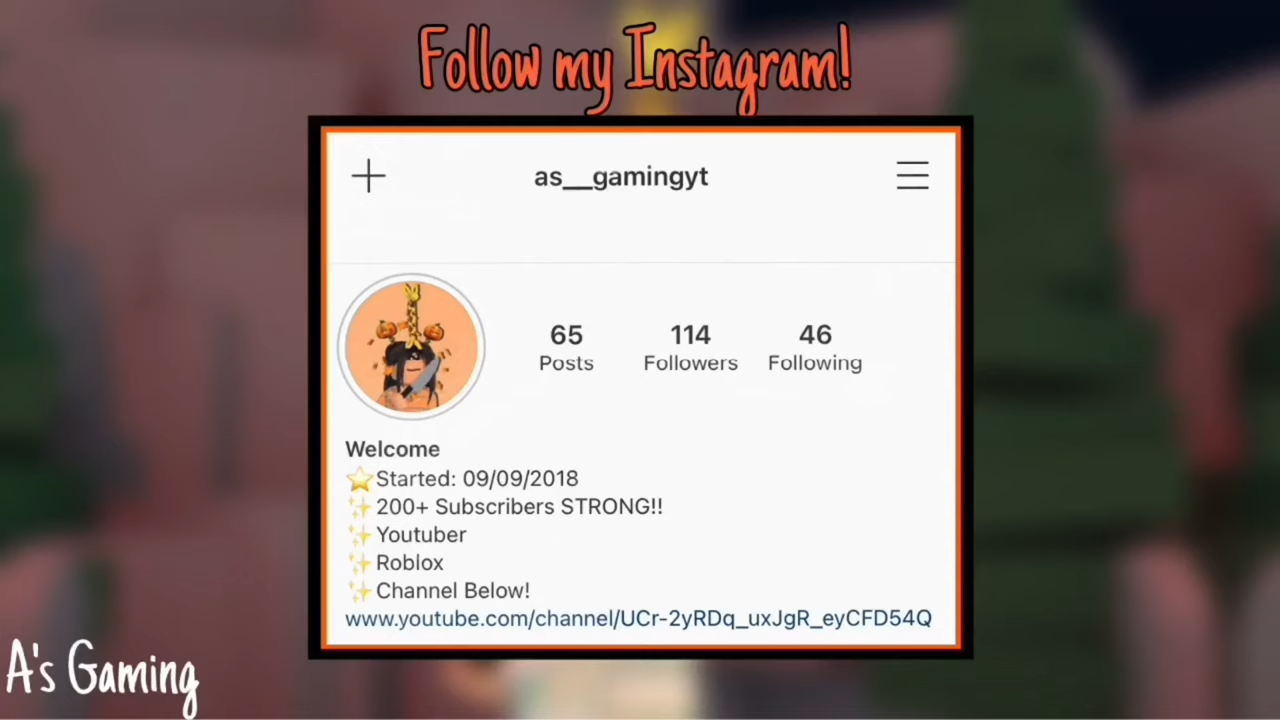 Follow my Instagram!
as__gamingyt
65 114 46
Posts Followers Following
Welcome
⭐Started: 09/09/2018
✨200+ Subscribers STRONG!!
✨Youtuber
✨Roblox
✨Channel Below!
www.youtube.com/channel/UCr-2yRDq_uxJgR_eyCFD54Q
A's Gaming